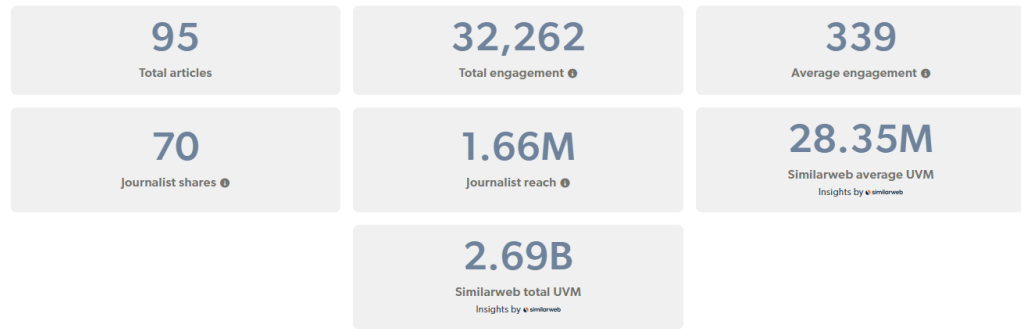 95
Total articles
32,262
Total engagement
339
Average engagement
70
Journalist shares
1.66M
Journalist reach
28.35M
Similarweb average UVM
Insights by similarweb
2.69B
Similarweb total UVM
Insights by similarweb